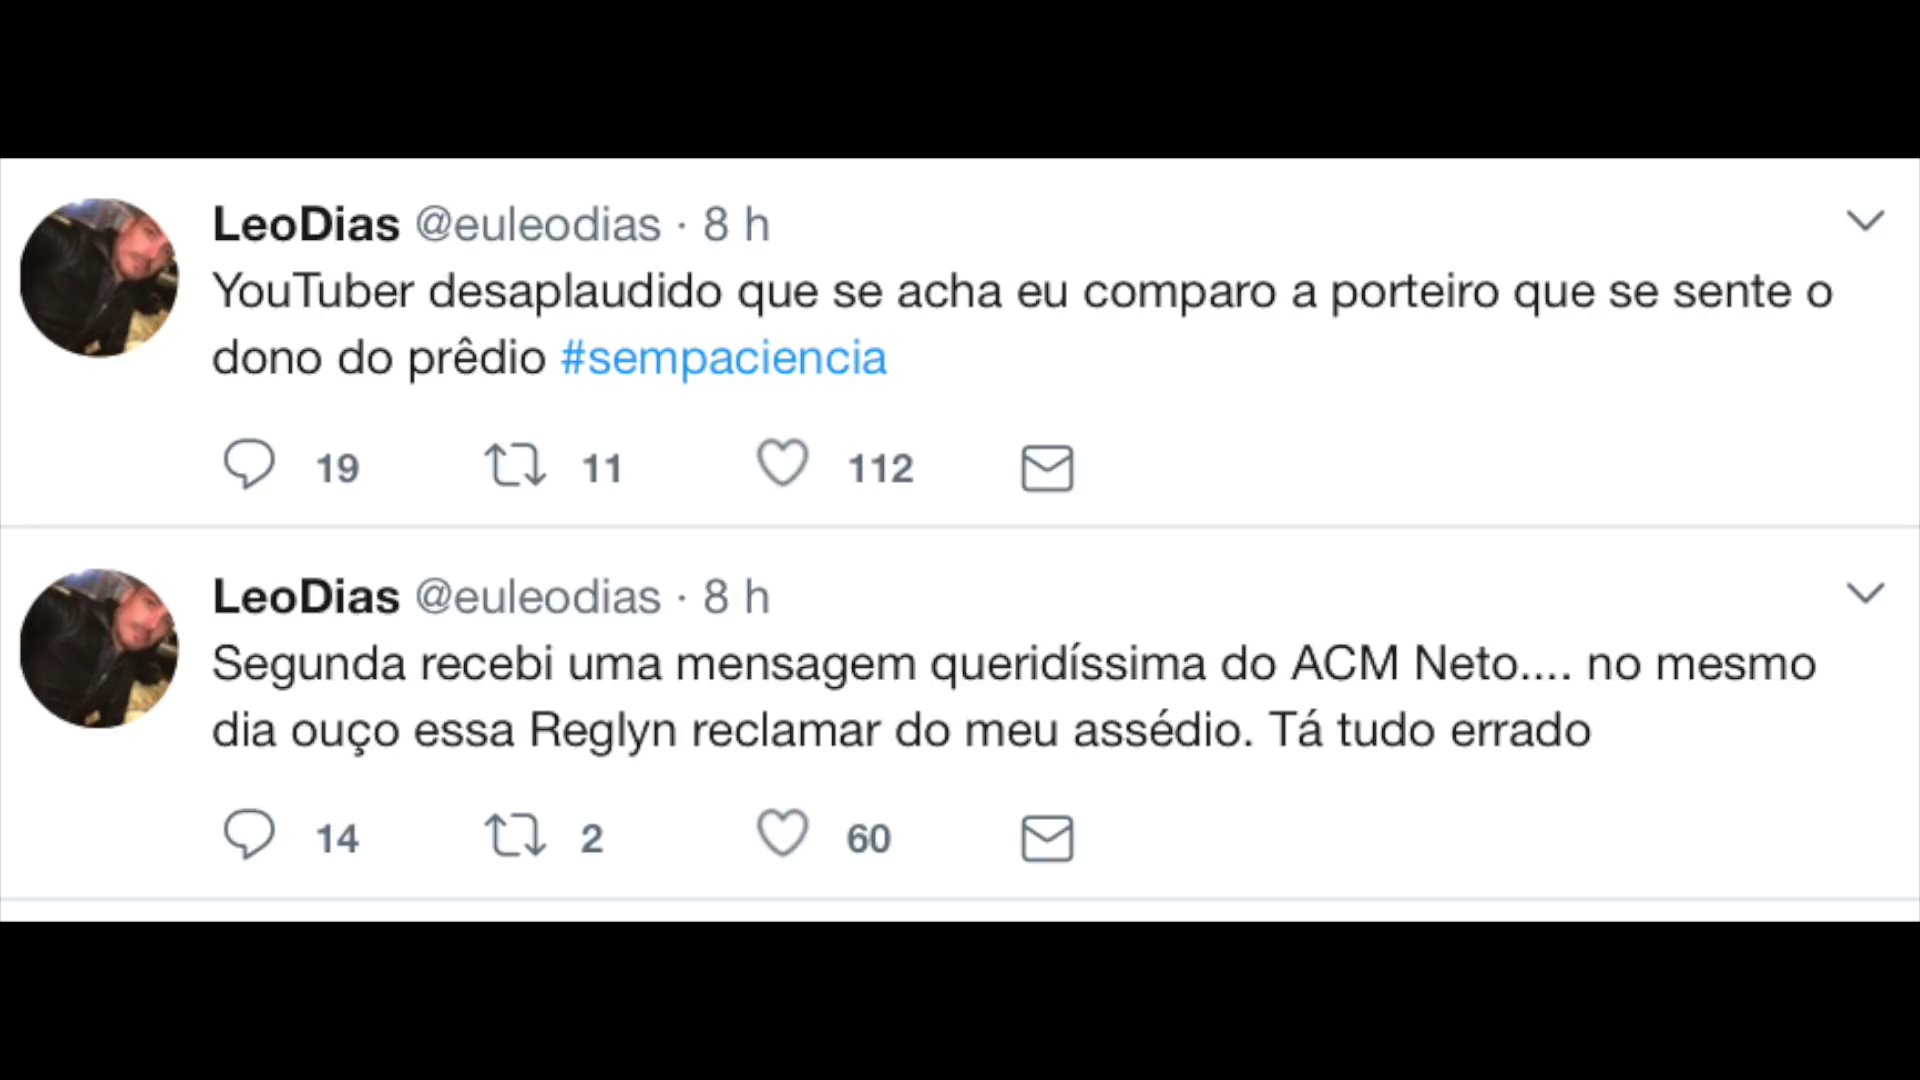 LeoDias @euleodias · 8 h
YouTuber desaplaudido que se acha eu comparo a porteiro que se sente o
dono do prêdio #sempaciencia
19 11 112
LeoDias @euleodias · 8 h
Segunda recebi uma mensagem queridíssima do ACM Neto.... no mesmo
dia ouço essa Reglyn reclamar do meu assédio. Tá tudo errado
14 2 60